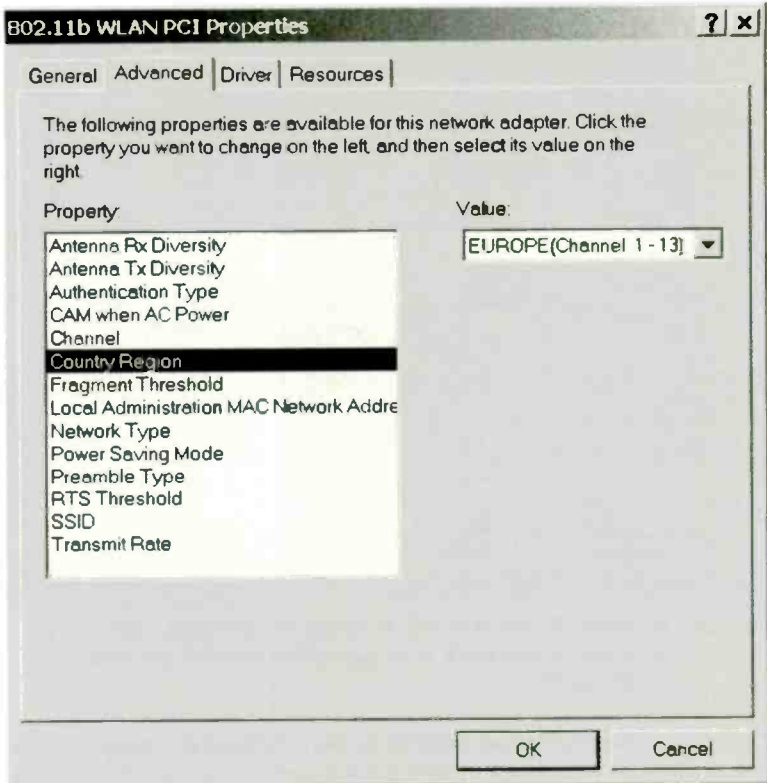 802.11b WLAN PCI Properties
? x
General Advanced Driver Resources
The following properties are available for this network adapter. Click the
property you want to change on the left, and then select its value on the
right.
Property:
Value:
Antenna Rx Diversity
EUROPE(Channel 1 - 13)
Antenna Tx Diversity
Authentication Type
CAM when AC Power
Channel
Country Region
Fragment Threshold
Local Administration MAC Network Addre
Network Type
Power Saving Mode
Preamble Type
RTS Threshold
SSID
Transmit Rate
OK Cancel